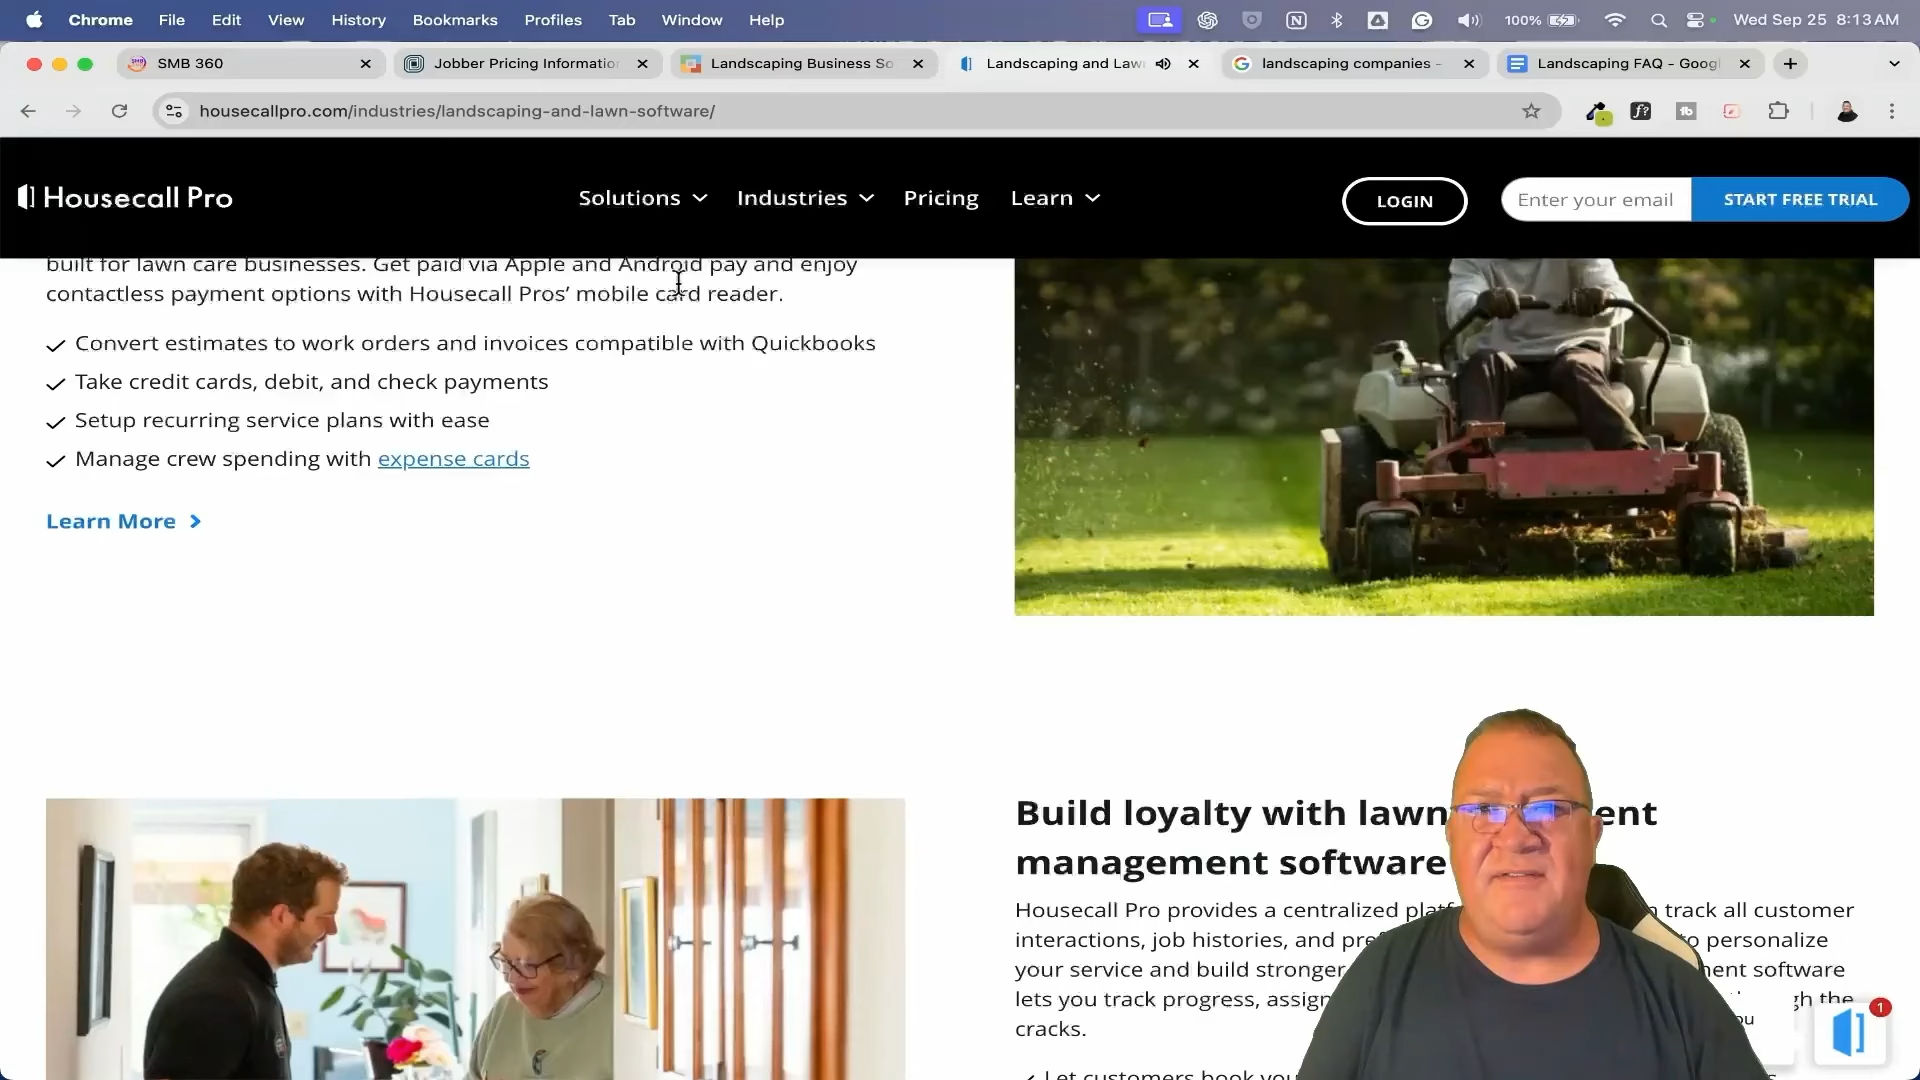 Chrome File Edit View History Bookmarks Profiles Tab Window Help 100% Wed Sep 25 8:13 AM
SMB 360 Jobber Pricing Informatio Landscaping Business So Landscaping and Law landscaping companies - Landscaping FAQ - Googl
housecallpro.com/industries/landscaping-and-lawn-software/
Housecall Pro Solutions Industries Pricing Learn LOGIN Enter your email START FREE TRIAL
built for lawn care businesses. Get paid via Apple and Android pay and enjoy
contactless payment options with Housecall Pros' mobile card reader.
Convert estimates to work orders and invoices compatible with Quickbooks
Take credit cards, debit, and check payments
Setup recurring service plans with ease
Manage crew spending with expense cards
Learn More
Build loyalty with lawn ent
management software
Housecall Pro provides a centralized track all customer
interactions, job histories, and to personalize
your service and build stronger software
lets you track progress, the
cracks.
1